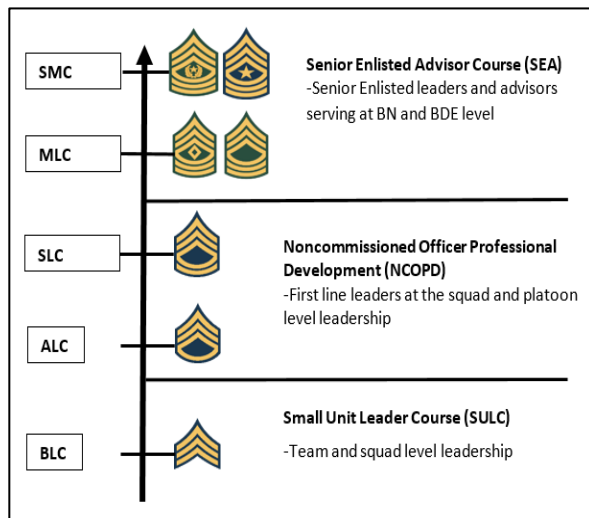 SMC
Senior Enlisted Advisor Course (SEA)
-Senior Enlisted leaders and advisors
serving at BN and BDE level
MLC
SLC
Noncommissioned Officer Professional
Development (NCOPD)
-First line leaders at the squad and platoon
level leadership
ALC
Small Unit Leader Course (SULC)
-Team and squad level leadership
BLC